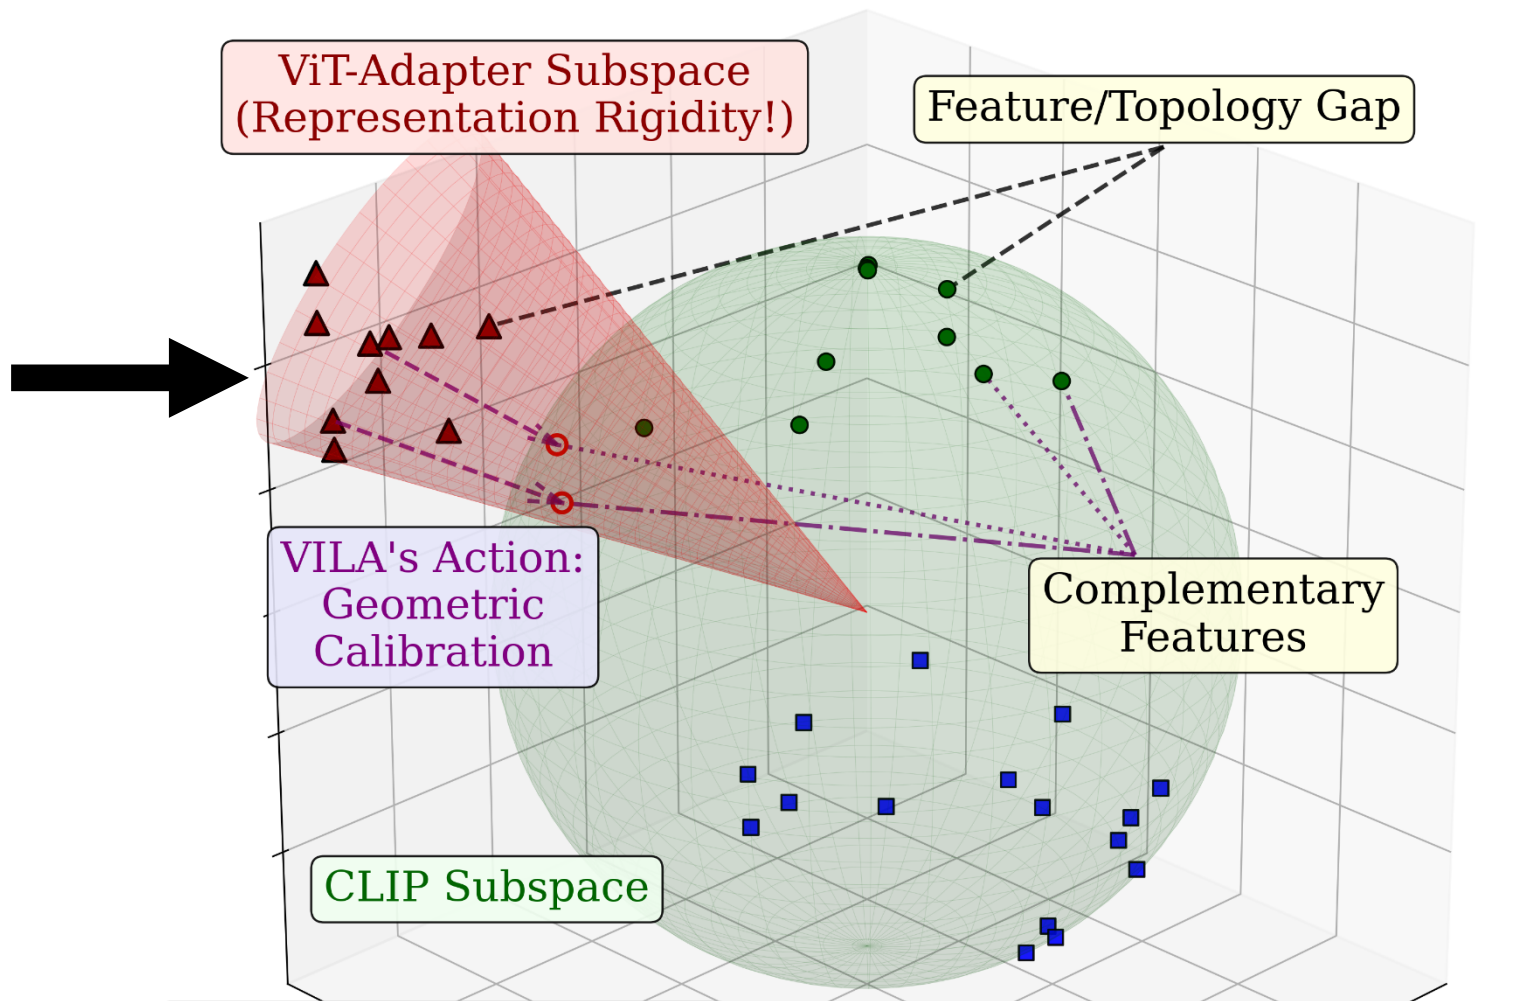 ViT-Adapter Subspace
(Representation Rigidity!)
Feature/Topology Gap
VILA's Action:
Geometric
Calibration
Complementary
Features
CLIP Subspace